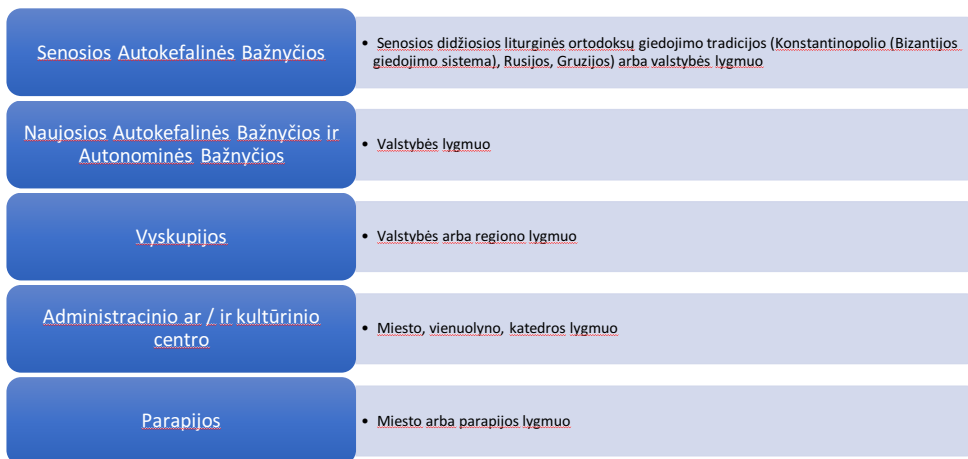 Senosios Autokefalinės Bažnyčios
• Senosios didžiosios liturginės ortodoksų giedojimo tradicijos (Konstantinopolio (Bizantijos
giedojimo sistema), Rusijos, Gruzijos) arba valstybės lygmuo
Naujosios Autokefalinės Bažnyčios ir
Autonominės Bažnyčios
• Valstybės lygmuo
Vyskupijos
• Valstybės arba regiono lygmuo
Administracinio ar / ir kultūrinio
centro
• Miesto, vienuolyno, katedros lygmuo
Parapijos
• Miesto arba parapijos lygmuo